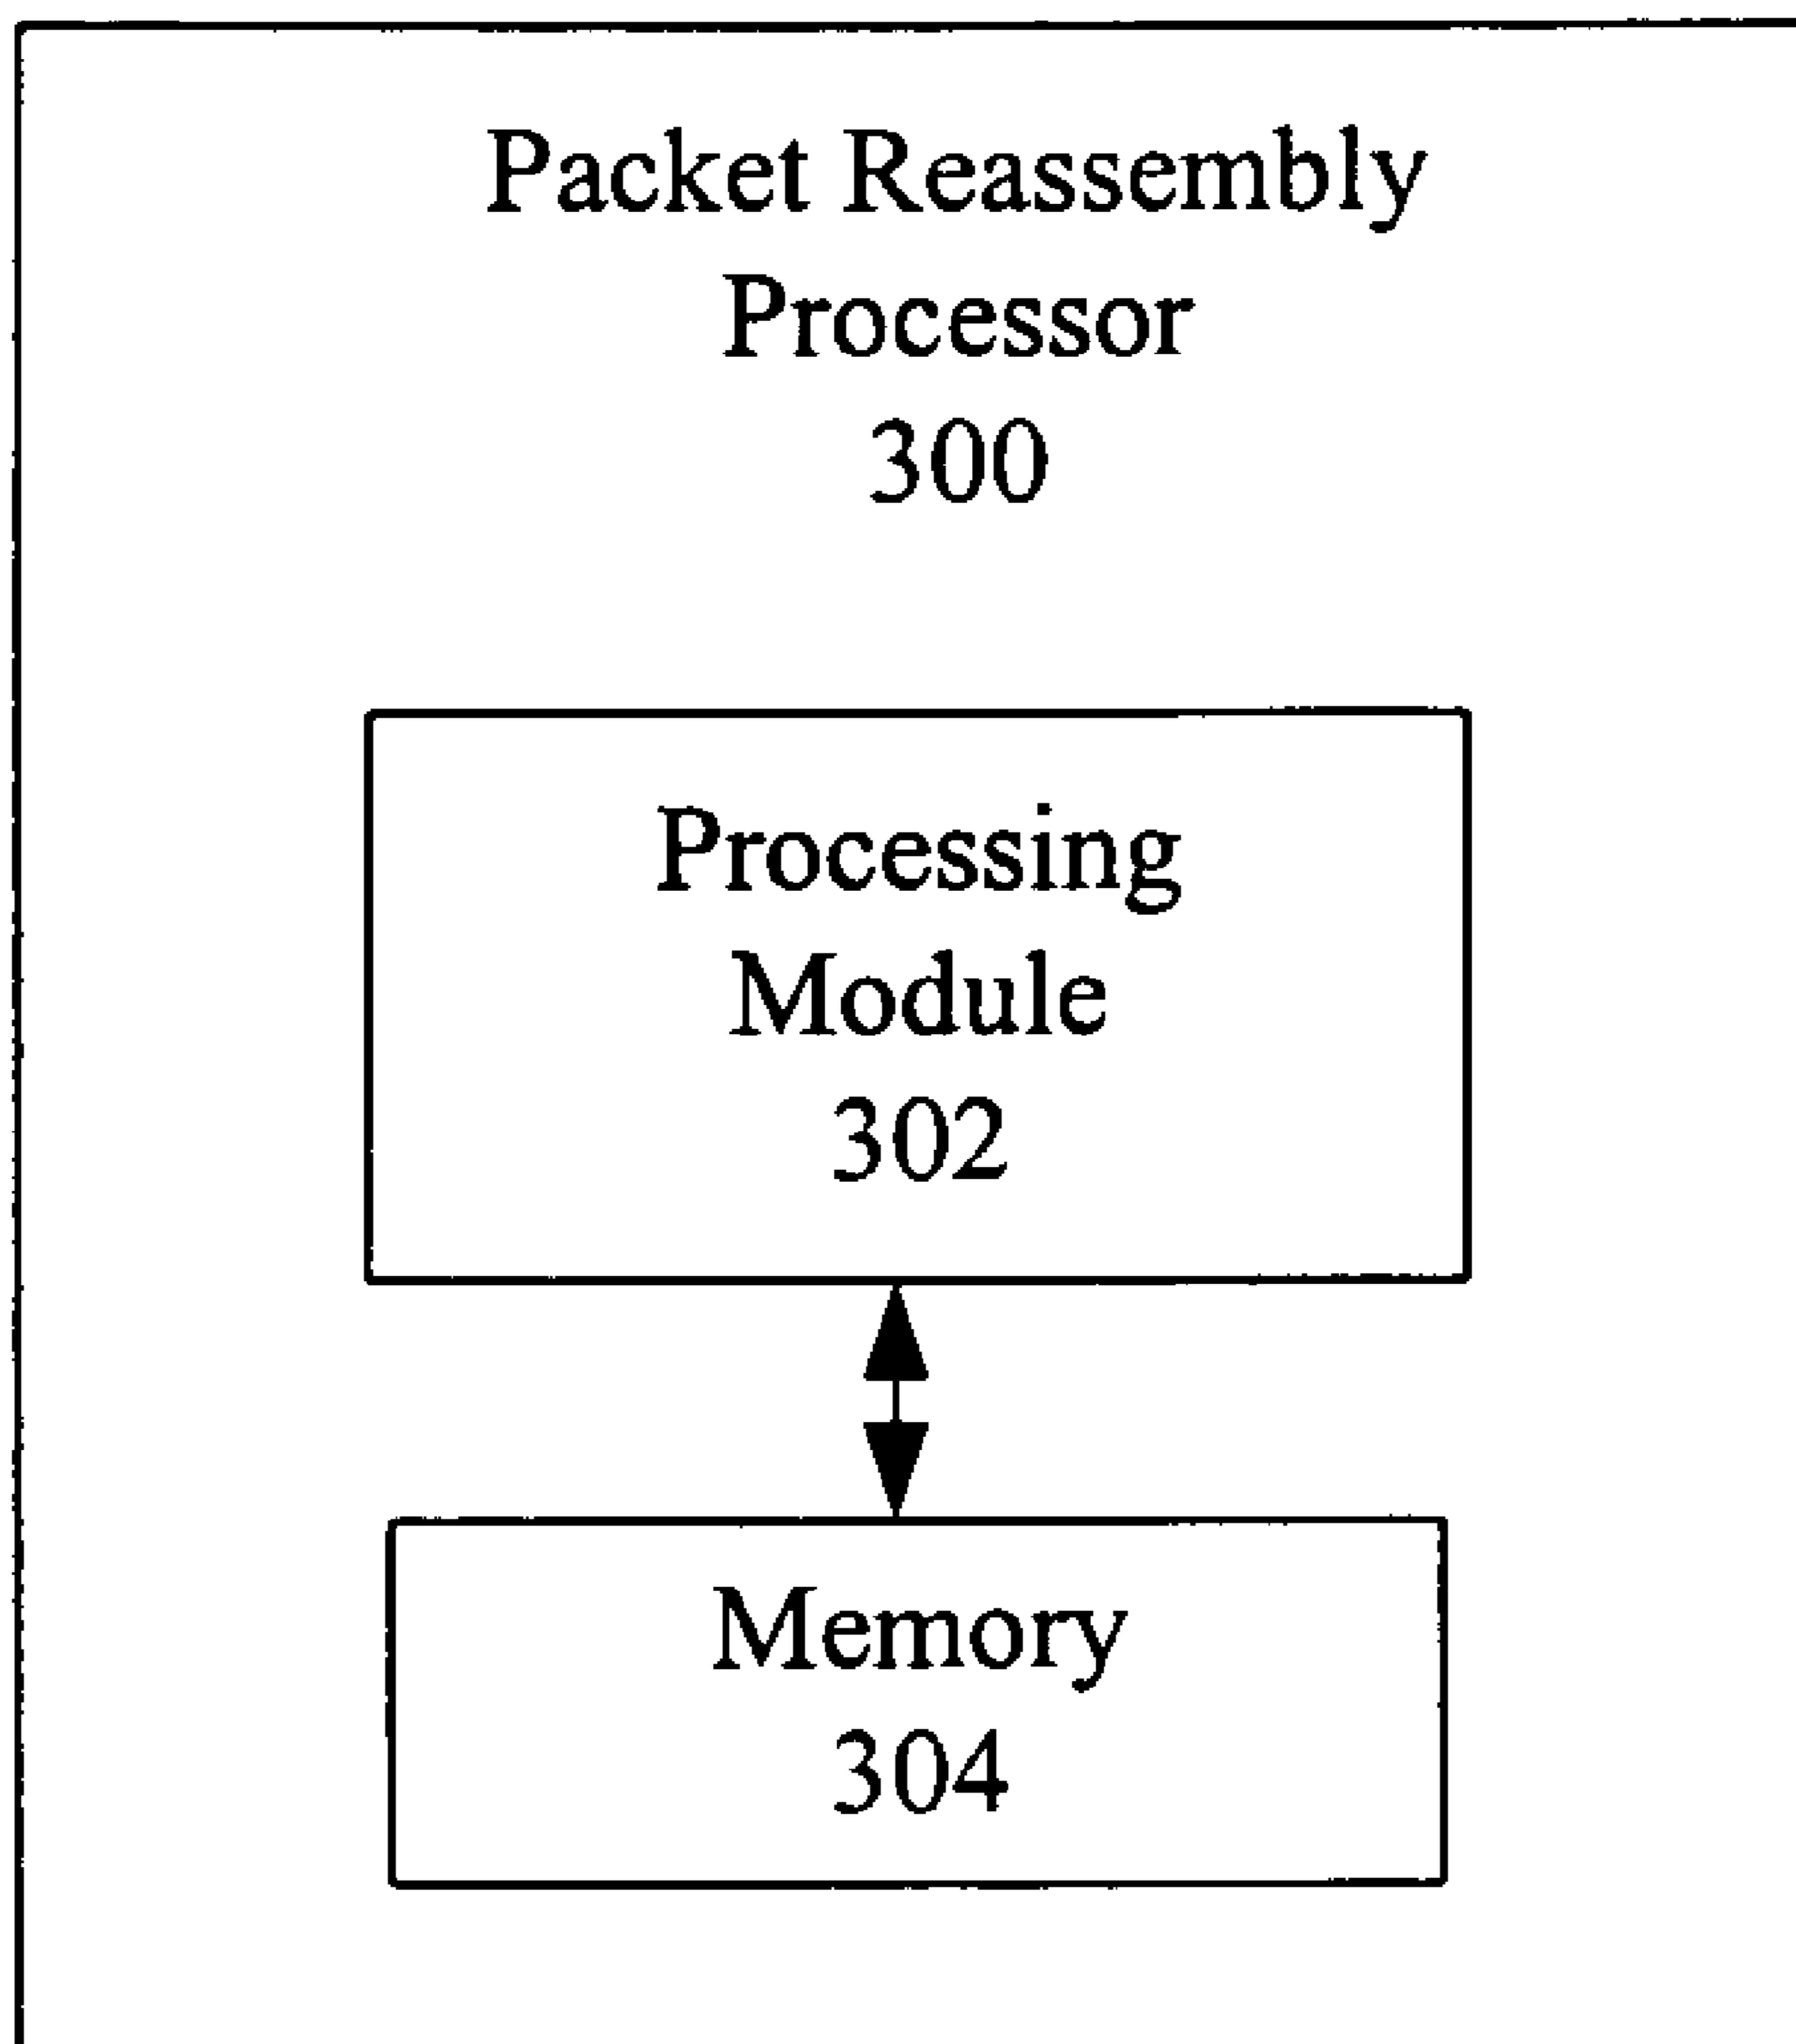 Packet Reassembly
Processor
300
Processing
Module
302
Memory
304